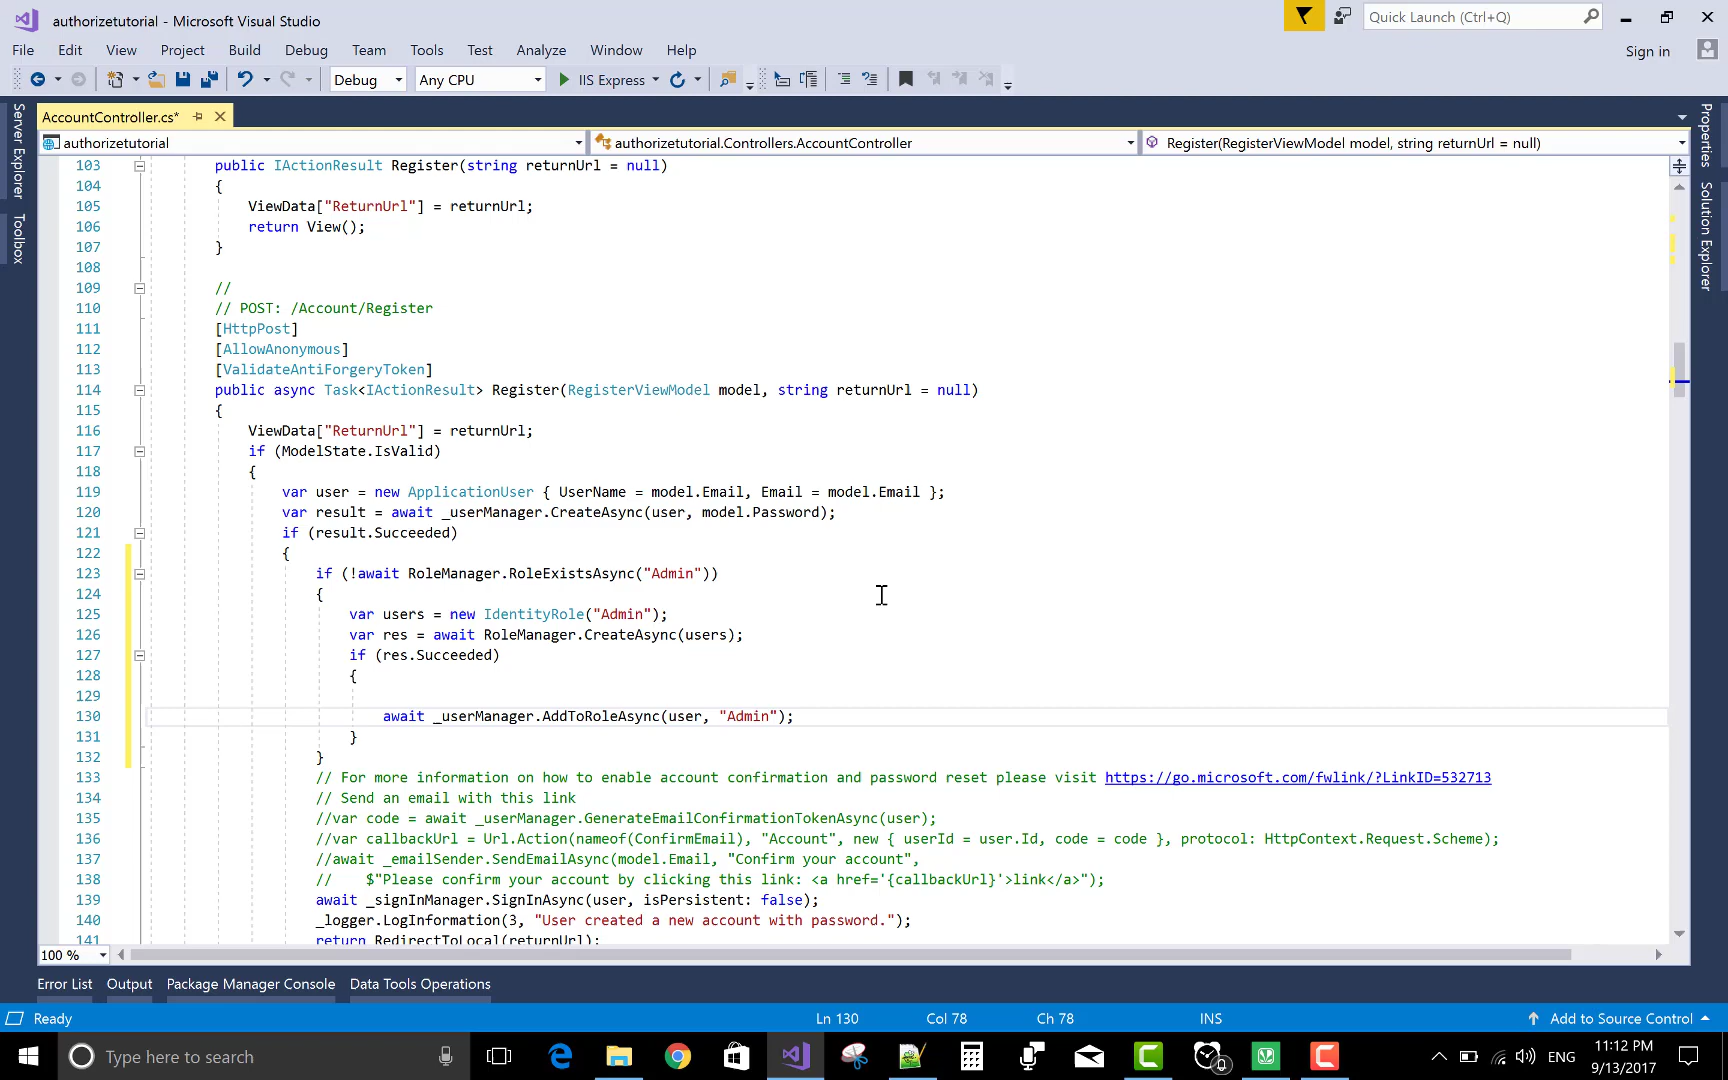 authorizetutorial - Microsoft Visual Studio
Quick Launch (Ctrl+Q)
File Edit View Project Build Debug Team Tools Test Analyze Window Help
Sign in
Debug Any CPU IIS Express
Server Explorer
Toolbox
Properties
Solution Explorer
AccountController.cs*
authorizetutorial authorizetutorial.Controllers.AccountController Register(RegisterViewModel model, string returnUrl = null)
103 public IActionResult Register(string returnUrl = null)
104 {
105 ViewData["ReturnUrl"] = returnUrl;
106 return View();
107 }
108
109 //
110 // POST: /Account/Register
111 [HttpPost]
112 [AllowAnonymous]
113 [ValidateAntiForgeryToken]
114 public async Task<IActionResult> Register(RegisterViewModel model, string returnUrl = null)
115 {
116 ViewData["ReturnUrl"] = returnUrl;
117 if (ModelState.IsValid)
118 {
119 var user = new ApplicationUser { UserName = model.Email, Email = model.Email };
120 var result = await _userManager.CreateAsync(user, model.Password);
121 if (result.Succeeded)
122 {
123 if (!await RoleManager.RoleExistsAsync("Admin"))
124 {
125 var users = new IdentityRole("Admin");
126 var res = await RoleManager.CreateAsync(users);
127 if (res.Succeeded)
128 {
129
130 await _userManager.AddToRoleAsync(user, "Admin");
131 }
132 }
133 // For more information on how to enable account confirmation and password reset please visit https://go.microsoft.com/fwlink/?LinkID=532713
134 // Send an email with this link
135 //var code = await _userManager.GenerateEmailConfirmationTokenAsync(user);
136 //var callbackUrl = Url.Action(nameof(ConfirmEmail), "Account", new { userId = user.Id, code = code }, protocol: HttpContext.Request.Scheme);
137 //await _emailSender.SendEmailAsync(model.Email, "Confirm your account",
138 // $"Please confirm your account by clicking this link: <a href='{callbackUrl}'>link</a>");
139 await _signInManager.SignInAsync(user, isPersistent: false);
140 _logger.LogInformation(3, "User created a new account with password.");
141 return RedirectToLocal(returnUrl);
100 %
Error List Output Package Manager Console Data Tools Operations
Ready Ln 130 Col 78 Ch 78 INS Add to Source Control
Type here to search
ENG
11:12 PM
9/13/2017